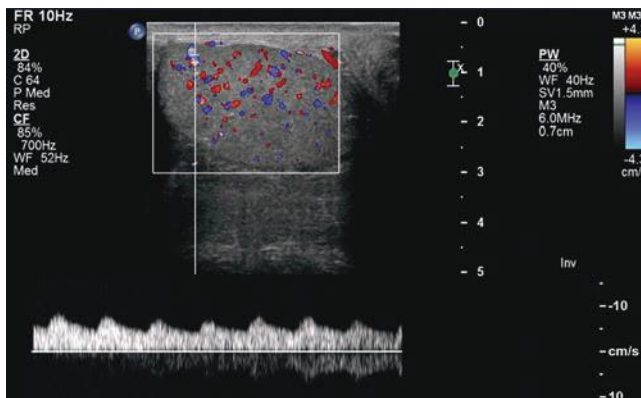 FR 10Hz
RP
2D
84%
C 64
P Med
Res
CF
85%
700Hz
WF 52Hz
Med
P
0
1
2
3
4
5
x
PW
40%
WF 40Hz
SV1.5mm
M3
6.0MHz
0.7cm
M3 M3
+4.
-4.
cm/s
Inv
-10
cm/s
10